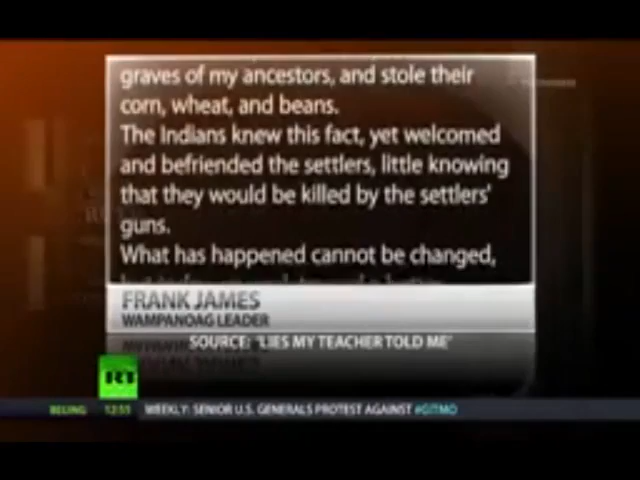 graves of my ancestors, and stole their
corn, wheat, and beans.
The Indians knew this fact, yet welcomed
and befriended the settlers, little knowing
that they would be killed by the settlers'
guns.
What has happened cannot be changed,
FRANK JAMES
WAMPANOAG LEADER
SOURCE: 'LIES MY TEACHER TOLD ME'
RT
BEIJING 12:55 WEEKLY: SENIOR U.S. GENERALS PROTEST AGAINST #GITMO